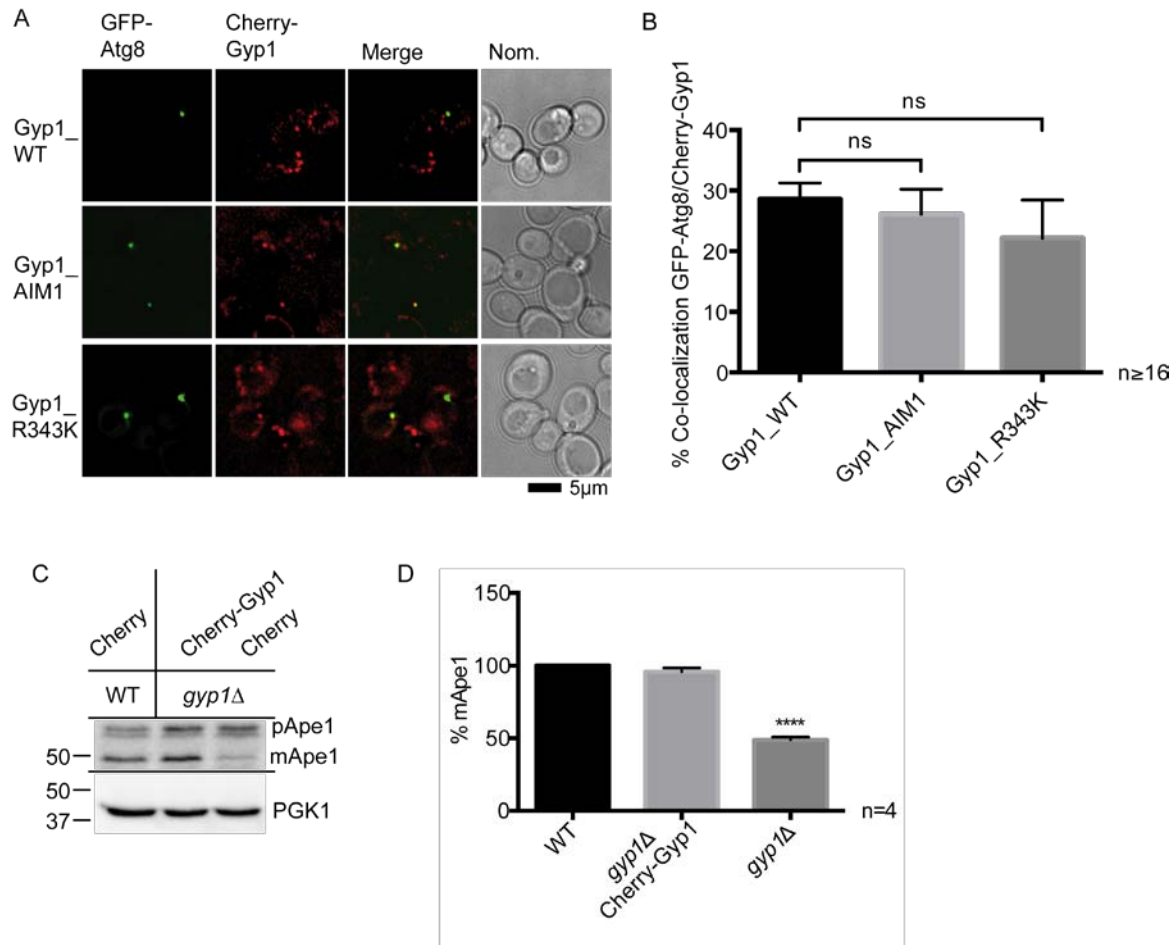 A
GFP-
Atg8
Cherry-
Gyp1
Merge
Nom.
Gyp1_
WT
Gyp1_
AIM1
Gyp1_
R343K
5μm
B
% Co-localization GFP-Atg8/Cherry-Gyp1
40
30
20
10
0
ns
ns
n≥16
Gyp1_WT
Gyp1_AIM1
Gyp1_R343K
C
Cherry
Cherry-Gyp1
Cherry
WT
gyp1Δ
pApe1
50
mApe1
50
37
PGK1
D
% mApe1
150
100
50
0
****
n=4
WT
gyp1Δ
Cherry-Gyp1
gyp1Δ